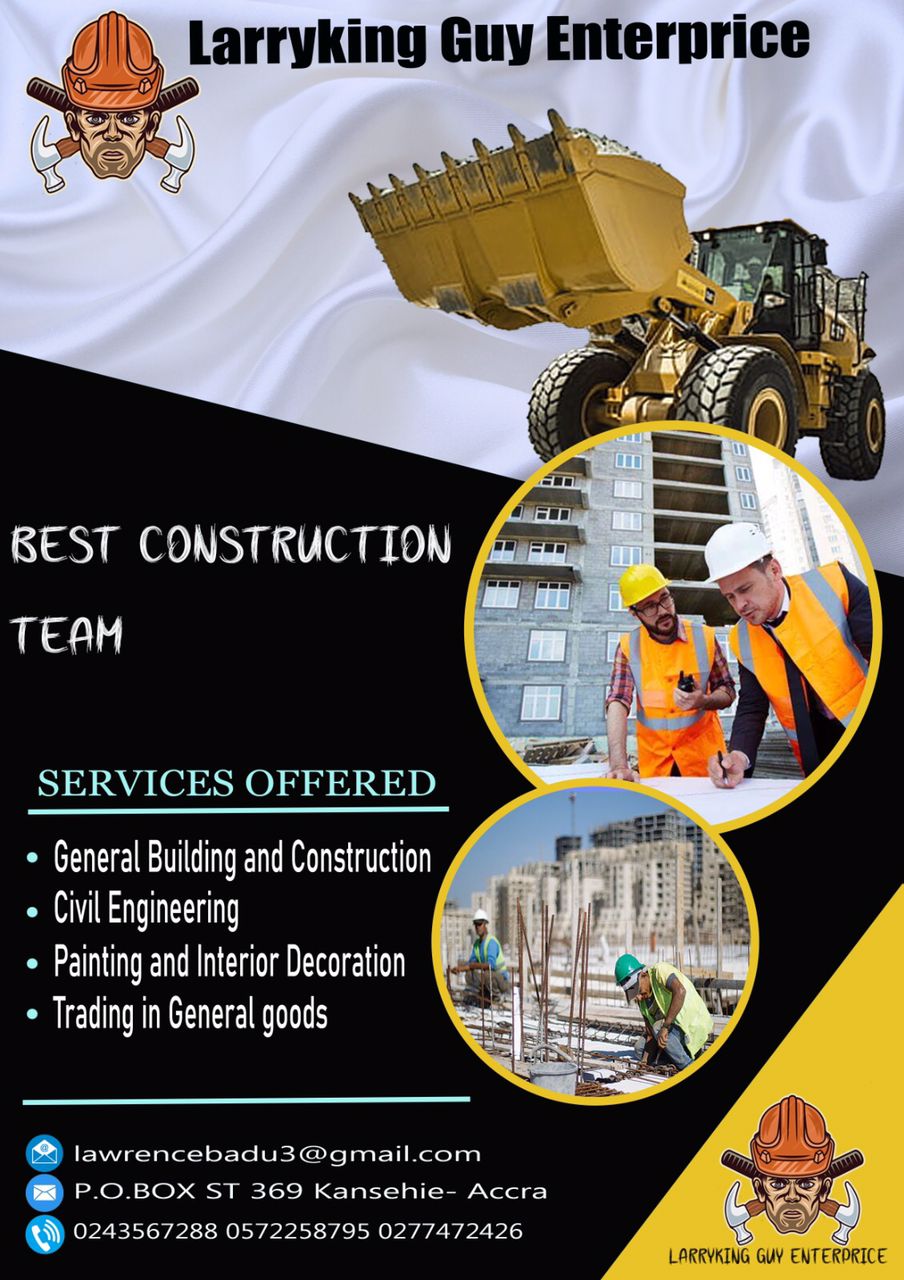 Larryking Guy Enterprice
BEST CONSTRUCTION
TEAM
SERVICES OFFERED
• General Building and Construction
• Civil Engineering
• Painting and Interior Decoration
• Trading in General goods
lawrencebadu3@gmail.com
P.O.BOX ST 369 Kansehie- Accra
0243567288 0572258795 0277472426
LARRYKING GUY ENTERPRICE